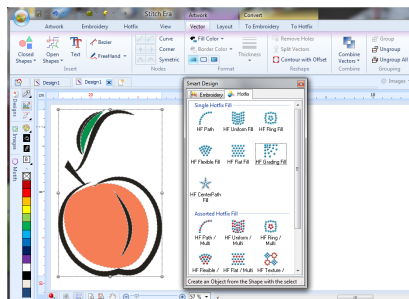 Stitch Era
Artwork Convert
Artwork Embroidery Hotfix View Vector Layout To Embroidery To Hotfix
Closed Shapes Open Shapes Text Bezier FreeHand
Curve
Corner
Symetric
Fill Color
Border Color
Thickness
Remove Holes
Split Vectors
Contour with Offset
Combine Vectors
Group
Ungroup
Ungroup All
Insert Nodes Format Reshape Combine Grouping
Design1 Design1 Images
Images
Motifs
Smart Design
Embroidery Hotfix
Single Hotfix Fill
HF Path HF Uniform Fill HF Ring Fill
HF Flexible Fill HF Flat Fill HF Grading Fill
HF CenterPath Fill
Assorted Hotfix Fill
HF Path / Multi HF Uniform / Multi HF Ring / Multi
HF Flexible / HF Flat / Multi HF Texture /
Create an Object from the Shape with the select
37 %